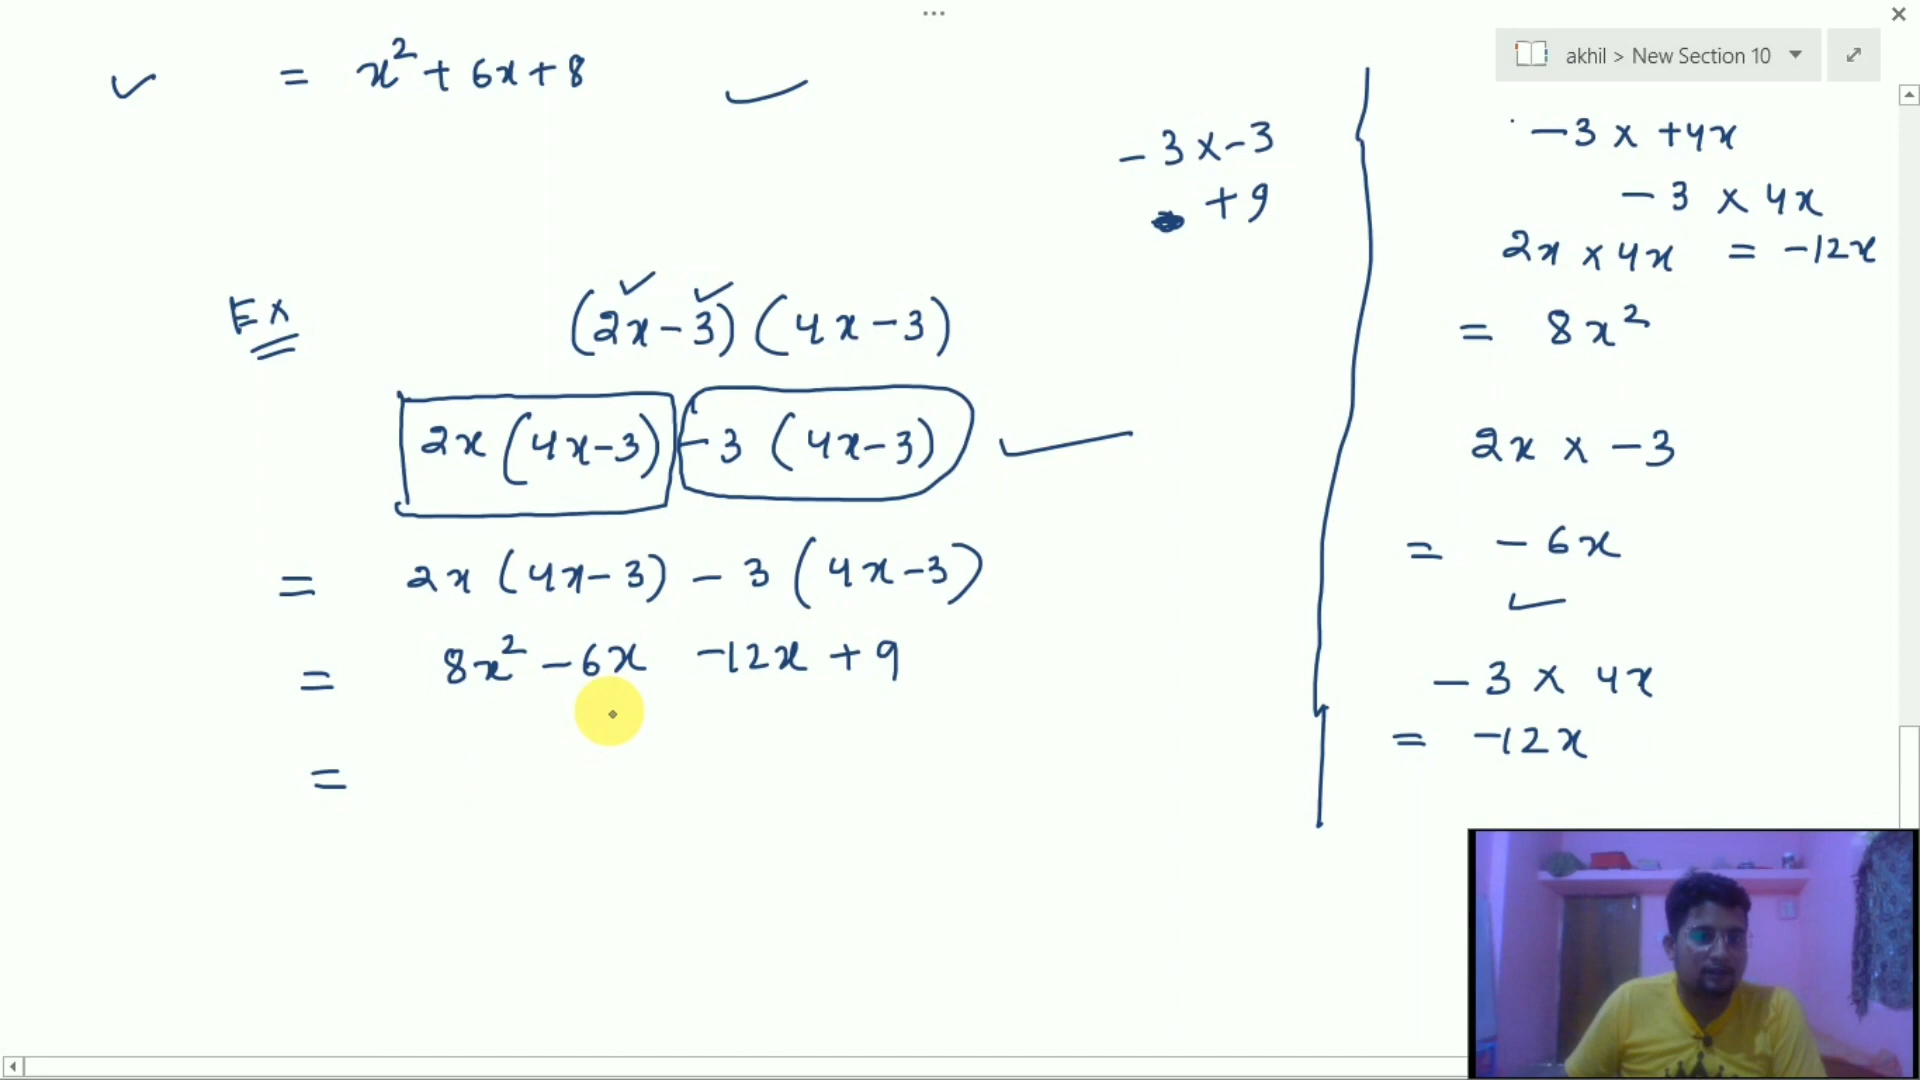 = x² + 6x + 8
akhil > New Section 10
-3 x -3
+9
Ex (2x-3) (4x-3)
2x (4x-3) -3 (4x-3)
= 2x (4x-3) - 3 (4x-3)
= 8x² - 6x -12x + 9
=
-3 x +4x
-3 x 4x
2x x 4x = -12x
= 8x²
2x x -3
= -6x
-3 x 4x
= -12x